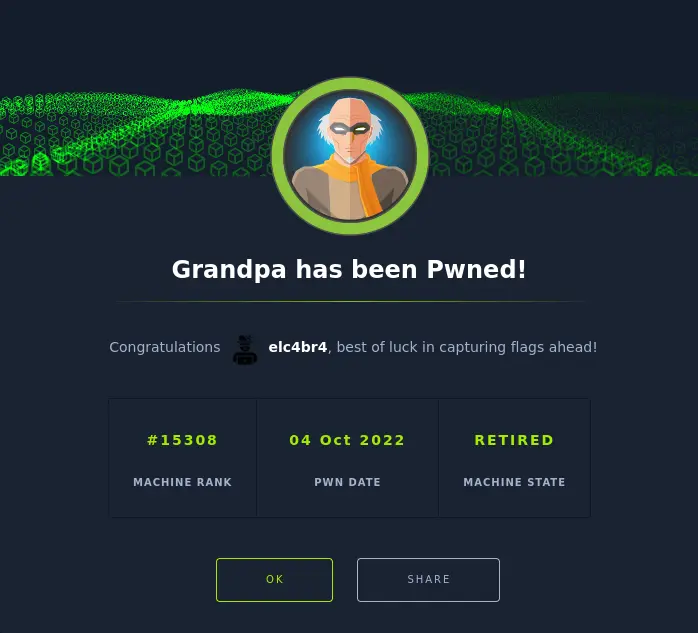 Grandpa has been Pwned!
Congratulations elc4br4, best of luck in capturing flags ahead!
#15308 04 Oct 2022 RETIRED
MACHINE RANK PWN DATE MACHINE STATE
OK SHARE